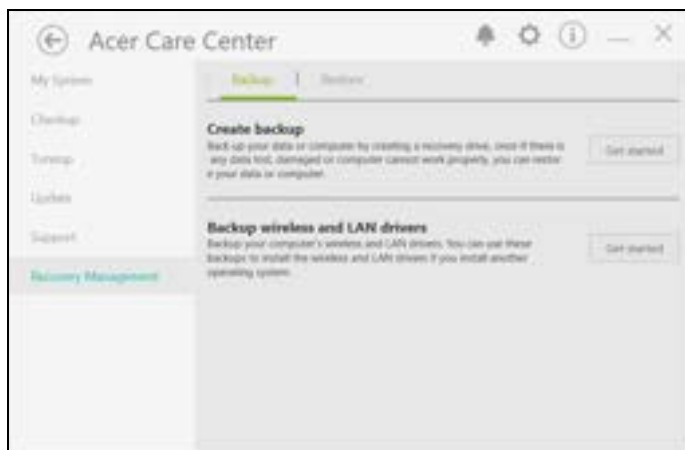 Acer Care Center
My System
Checkup
Tuneup
Update
Support
Recovery Management
Backup
Restore
Create backup
Back up your data or computer by creating a recovery drive, once if there is
any data lost, damaged or computer cannot work properly, you can restor
e your data or computer.
Get started
Backup wireless and LAN drivers
Backup your computer's wireless and LAN drivers. You can use these
backups to install the wireless and LAN drivers if you install another
operating system.
Get started